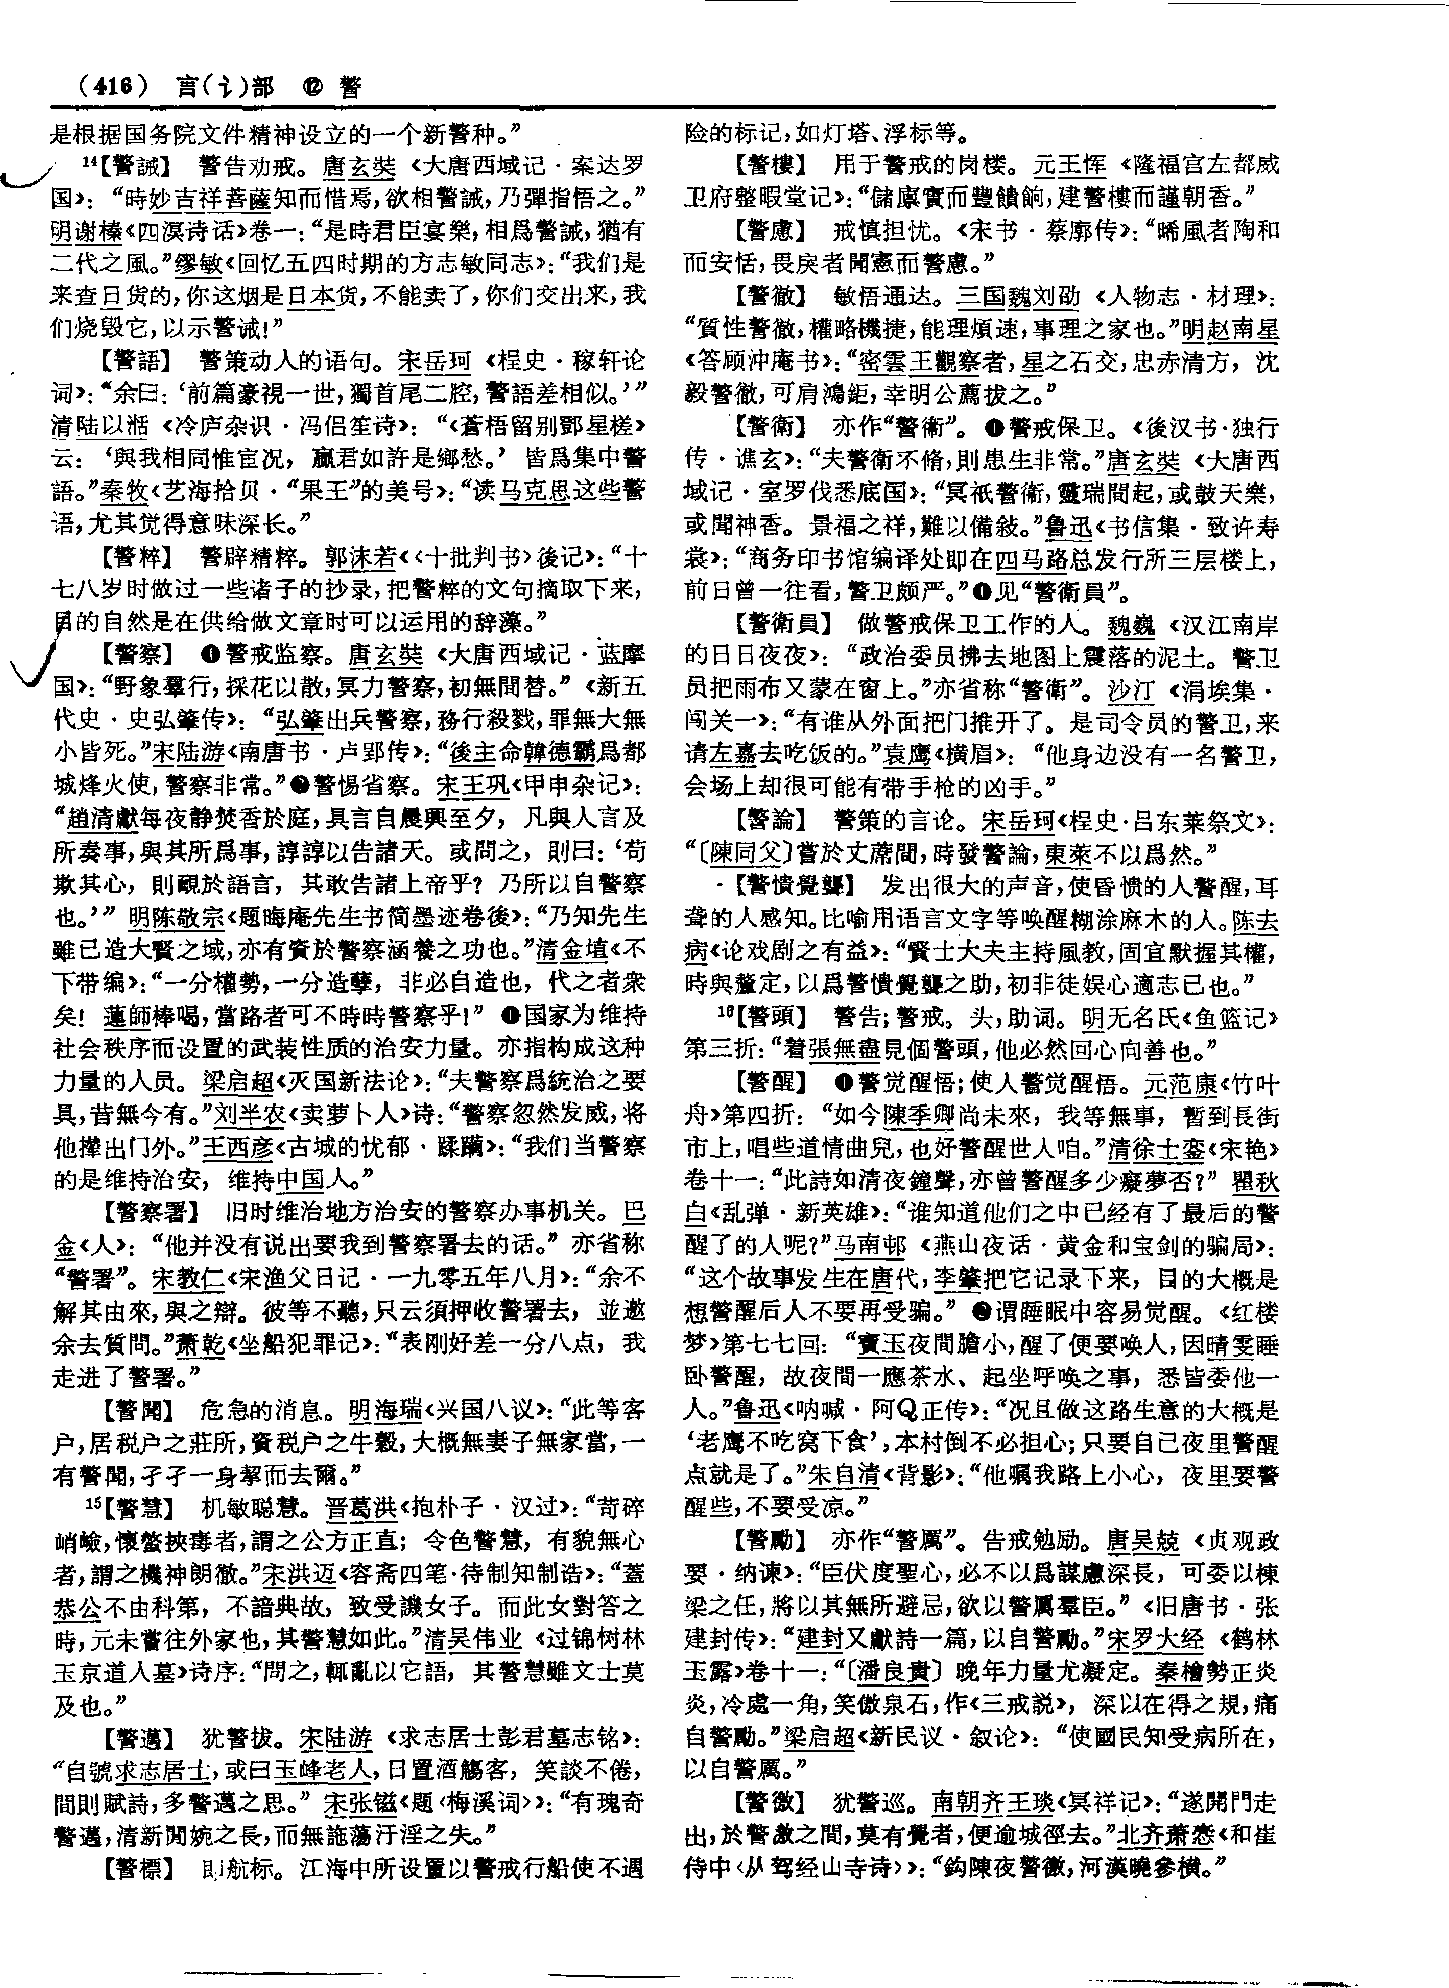 （416） 言(讠)部 ⑫ 警
是根据国务院文件精神设立的一个新警种。”
14【警誡】 警告劝戒。唐玄奘《大唐西域记·案达罗
国》：“時妙吉祥菩薩知而惜焉，欲相警誡，乃彈指悟之。”
明谢榛《四溟诗话》卷一：“是時君臣宴樂，相爲警誡，猶有
二代之風。”缪敏《回忆五四时期的方志敏同志》：“我们是
来查日货的，你这烟是日本货，不能卖了，你们交出来，我
们烧毁它，以示警诫！”
【警語】 警策动人的语句。宋岳珂《桯史·稼轩论
词》：“余曰：‘前篇豪視一世，獨首尾二腔，警語差相似。’”
清陆以湉《冷庐杂识·冯侣笙诗》：“《蒼梧留别鄧星槎》
云：‘與我相同惟宦况，贏君如許是鄉愁。’皆爲集中警
語。”秦牧《艺海拾贝·“果王”的美号》：“读马克思这些警
语，尤其觉得意味深长。”
【警粹】 警辟精粹。郭沫若《〈十批判书〉後记》：“十
七八岁时做过一些诸子的抄录，把警粹的文句摘取下来，
目的自然是在供给做文章时可以运用的辞藻。”
【警察】 ❶警戒监察。唐玄奘《大唐西域记·蓝摩
国》：“野象羣行，採花以散，冥力警察，初無間替。”《新五
代史·史弘肇传》：“弘肇出兵警察，務行殺戮，罪無大無
小皆死。”宋陆游《南唐书·卢郢传》：“後主命韓德霸爲都
城烽火使，警察非常。”❷警惕省察。宋王巩《甲申杂记》：
“趙清獻每夜静焚香於庭，具言自晨興至夕，凡與人言及
所奏事，與其所爲事，諄諄以告諸天。或問之，則曰：‘苟
欺其心，則覼於語言，其敢告諸上帝乎？乃所以自警察
也。’”明陈敬宗《题晦庵先生书简墨迹卷後》：“乃知先生
雖已造大賢之域，亦有資於警察涵養之功也。”清金埴《不
下带编》：“一分權勢，一分造孽，非必自造也，代之者衆
矣！蓮師棒喝，當路者可不時時警察乎！”❸国家为维持
社会秩序而设置的武装性质的治安力量。亦指构成这种
力量的人员。梁启超《灭国新法论》：“夫警察爲統治之要
具，昔無今有。”刘半农《卖萝卜人》诗：“警察忽然发威，将
他撵出门外。”王西彦《古城的忧郁·蹂躏》：“我们当警察
的是维持治安，维持中国人。”
【警察署】 旧时维治地方治安的警察办事机关。巴
金《人》：“他并没有说出要我到警察署去的话。”亦省称
“警署”。宋教仁《宋渔父日记·一九零五年八月》：“余不
解其由來，與之辯。彼等不聽，只云須押收警署去，並邀
余去質問。”萧乾《坐船犯罪记》：“表刚好差一分八点，我
走进了警署。”
【警聞】 危急的消息。明海瑞《兴国八议》：“此等客
户，居税户之莊所，資税户之牛穀，大概無妻子無家當，一
有警聞，孑孑一身挈而去爾。”
15【警慧】 机敏聪慧。晋葛洪《抱朴子·汉过》：“苛碎
峭嶮，懷螫挾毒者，謂之公方正直；令色警慧，有貌無心
者，謂之機神朗徹。”宋洪迈《容斋四笔·待制知制诰》：“蓋
恭公不由科第，不諳典故，致受譏女子。而此女對答之
時，元未嘗往外家也，其警慧如此。”清吴伟业《过锦树林
玉京道人墓》诗序：“問之，輒亂以它語，其警慧雖文士莫
及也。”
【警邁】 犹警拔。宋陆游《求志居士彭君墓志铭》：
“自號求志居士，或曰玉峰老人，日置酒觴客，笑談不倦，
間則賦詩，多警邁之思。”宋张镃《题〈梅溪词〉》：“有瑰奇
警邁，清新閒婉之長，而無訑蕩汙淫之失。”
【警標】 即航标。江海中所设置以警戒行船使不遇
险的标记，如灯塔、浮标等。
【警樓】 用于警戒的岗楼。元王恽《隆福宫左都威
卫府整暇堂记》：“儲廪實而豐饋餉，建警樓而謹朝昏。”
【警慮】 戒慎担忧。《宋书·蔡廓传》：“晞風者陶和
而安恬，畏戾者聞憲而警慮。”
【警徹】 敏悟通达。三国魏刘劭《人物志·材理》：
“質性警徹，權略機捷，能理煩速，事理之家也。”明赵南星
《答顾沖庵书》：“密雲王觀察者，星之石交，忠赤清方，沈
毅警徹，可肩鴻鉅，幸明公薦拔之。”
【警衛】 亦作“警衞”。❶警戒保卫。《後汉书·独行
传·谯玄》：“夫警衛不脩，則患生非常。”唐玄奘《大唐西
域记·室罗伐悉底国》：“冥祇警衛，靈瑞間起，或鼓天樂，
或聞神香。景福之祥，難以備敍。”鲁迅《书信集·致许寿
裳》：“商务印书馆编译处即在四马路总发行所三层楼上，
前日曾一往看，警卫颇严。”❷见“警衛員”。
【警衛員】 做警戒保卫工作的人。魏巍《汉江南岸
的日日夜夜》：“政治委员拂去地图上震落的泥土。警卫
员把雨布又蒙在窗上。”亦省称“警衛”。沙汀《涓埃集·
闯关一》：“有谁从外面把门推开了。是司令员的警卫，来
请左嘉去吃饭的。”袁鹰《横眉》：“他身边没有一名警卫，
会场上却很可能有带手枪的凶手。”
【警論】 警策的言论。宋岳珂《桯史·吕东莱祭文》：
“〔陳同父〕嘗於丈蓆間，時發警論，東萊不以爲然。”
【警憒覺聾】 发出很大的声音，使昏愦的人警醒，耳
聋的人感知。比喻用语言文字等唤醒糊涂麻木的人。陈去
病《论戏剧之有益》：“賢士大夫主持風教，固宜默握其權，
時與釐定，以爲警憒覺聾之助，初非徒娱心適志已也。”
16【警頭】 警告；警戒。头，助词。明无名氏《鱼篮记》
第三折：“着張無盡見個警頭，他必然回心向善也。”
【警醒】 ❶警觉醒悟；使人警觉醒悟。元范康《竹叶
舟》第四折：“如今陳季卿尚未來，我等無事，暫到長街
市上，唱些道情曲兒，也好警醒世人咱。”清徐士銮《宋艳》
卷十一：“此詩如清夜鐘聲，亦曾警醒多少癡夢否？”瞿秋
白《乱弹·新英雄》：“谁知道他们之中已经有了最后的警
醒了的人呢？”马南邨《燕山夜话·黄金和宝剑的骗局》：
“这个故事发生在唐代，李肇把它记录下来，目的大概是
想警醒后人不要再受骗。”❷谓睡眠中容易觉醒。《红楼
梦》第七七回：“寶玉夜間膽小，醒了便要唤人，因晴雯睡
卧警醒，故夜間一應茶水、起坐呼唤之事，悉皆委他一
人。”鲁迅《呐喊·阿Q正传》：“况且做这路生意的大概是
‘老鹰不吃窝下食’，本村倒不必担心；只要自己夜里警醒
点就是了。”朱自清《背影》：“他嘱我路上小心，夜里要警
醒些，不要受凉。”
【警勵】 亦作“警厲”。告戒勉励。唐吴兢《贞观政
要·纳谏》：“臣伏度聖心，必不以爲謀慮深長，可委以棟
梁之任，將以其無所避忌，欲以警厲羣臣。”《旧唐书·张
建封传》：“建封又獻詩一篇，以自警勵。”宋罗大经《鹤林
玉露》卷十一：“〔潘良貴〕晚年力量尤凝定。秦檜勢正炎
炎，冷處一角，笑傲泉石，作《三戒説》，深以在得之規，痛
自警勵。”梁启超《新民议·叙论》：“使國民知受病所在，
以自警厲。”
【警徼】 犹警巡。南朝齐王琰《冥祥记》：“遂開門走
出，於警徼之間，莫有覺者，便逾城徑去。”北齐萧悫《和崔
侍中〈从驾经山寺诗〉》：“鈎陳夜警徼，河漢曉參横。”